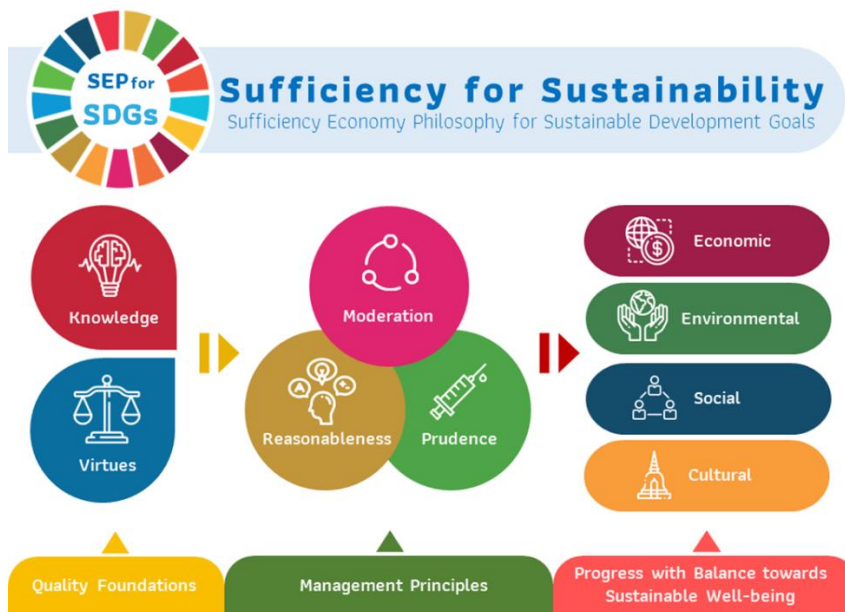 SEP for
SDGs
Sufficiency for Sustainability
Sufficiency Economy Philosophy for Sustainable Development Goals
Knowledge
Virtues
Moderation
Reasonableness
Prudence
$
A
Economic
Environmental
Social
Cultural
Quality Foundations
Management Principles
Progress with Balance towards
Sustainable Well-being